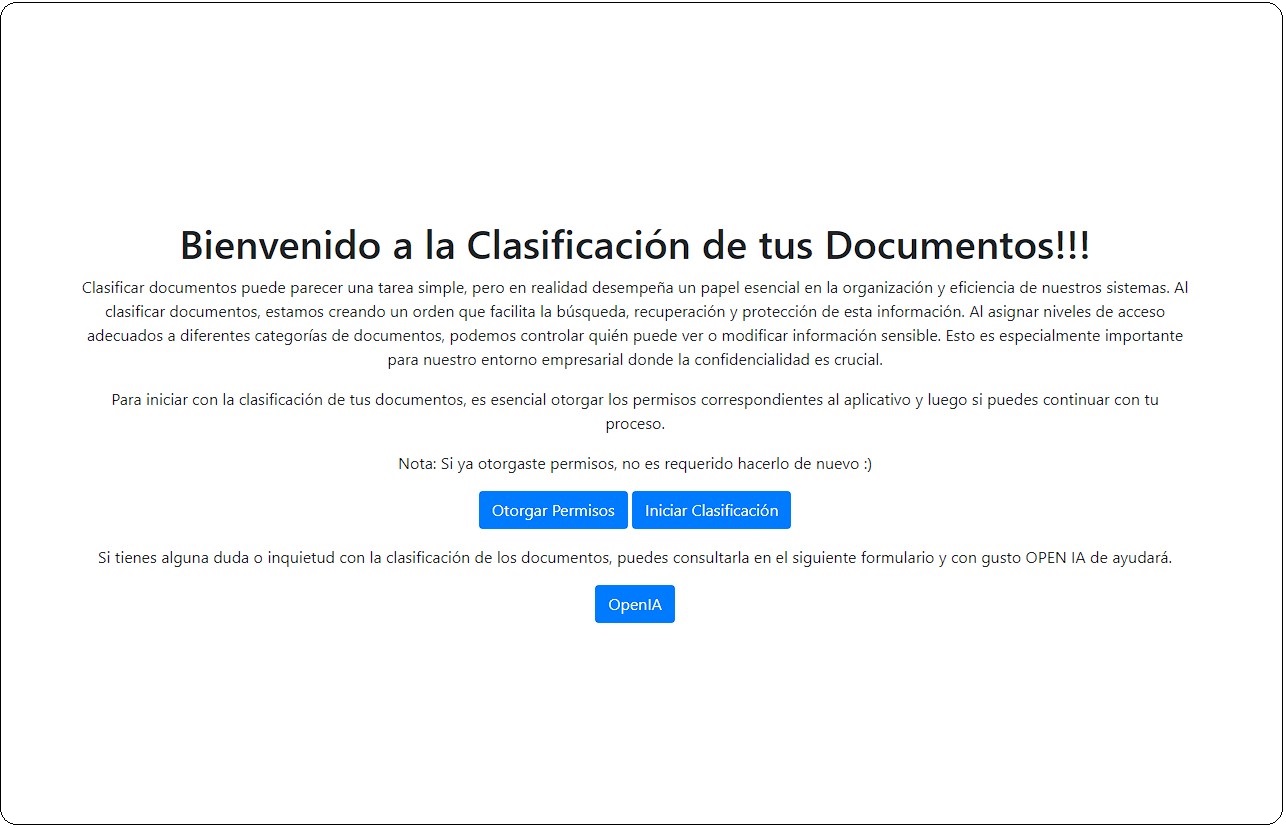 Bienvenido a la Clasificación de tus Documentos!!!
Clasificar documentos puede parecer una tarea simple, pero en realidad desempeña un papel esencial en la organización y eficiencia de nuestros sistemas. Al
clasificar documentos, estamos creando un orden que facilita la búsqueda, recuperación y protección de esta información. Al asignar niveles de acceso
adecuados a diferentes categorías de documentos, podemos controlar quién puede ver o modificar información sensible. Esto es especialmente importante
para nuestro entorno empresarial donde la confidencialidad es crucial.
Para iniciar con la clasificación de tus documentos, es esencial otorgar los permisos correspondientes al aplicativo y luego si puedes continuar con tu
proceso.
Nota: Si ya otorgaste permisos, no es requerido hacerlo de nuevo :)
Otorgar Permisos Iniciar Clasificación
Si tienes alguna duda o inquietud con la clasificación de los documentos, puedes consultarla en el siguiente formulario y con gusto OPEN IA de ayudará.
OpenIA